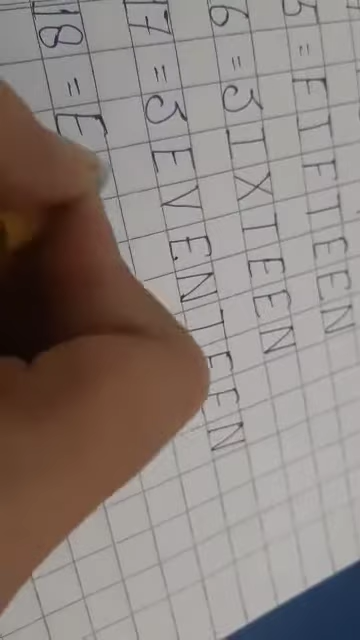 5 = FIFTEEN
6 = SIXTEEN
17 = SEVENTEEN
18 = E